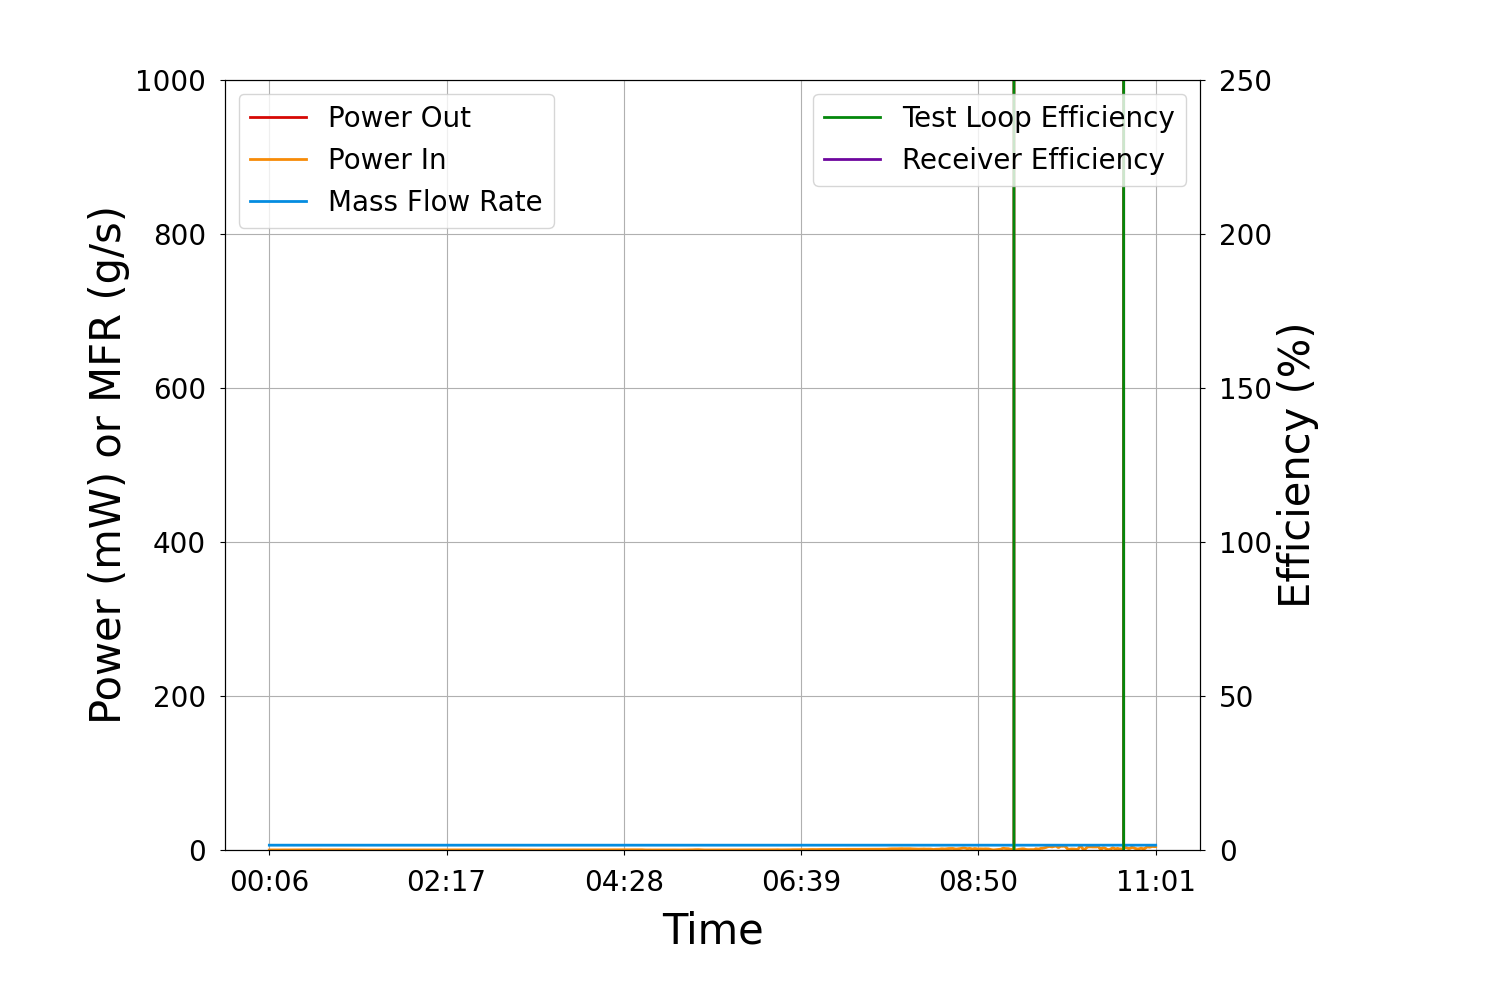 Power Out
Power In
Mass Flow Rate
Test Loop Efficiency
Receiver Efficiency
1000
800
600
400
200
0
Power (mW) or MFR (g/s)
250
200
150
100
50
0
Efficiency (%)
00:06 02:17 04:28 06:39 08:50 11:01
Time